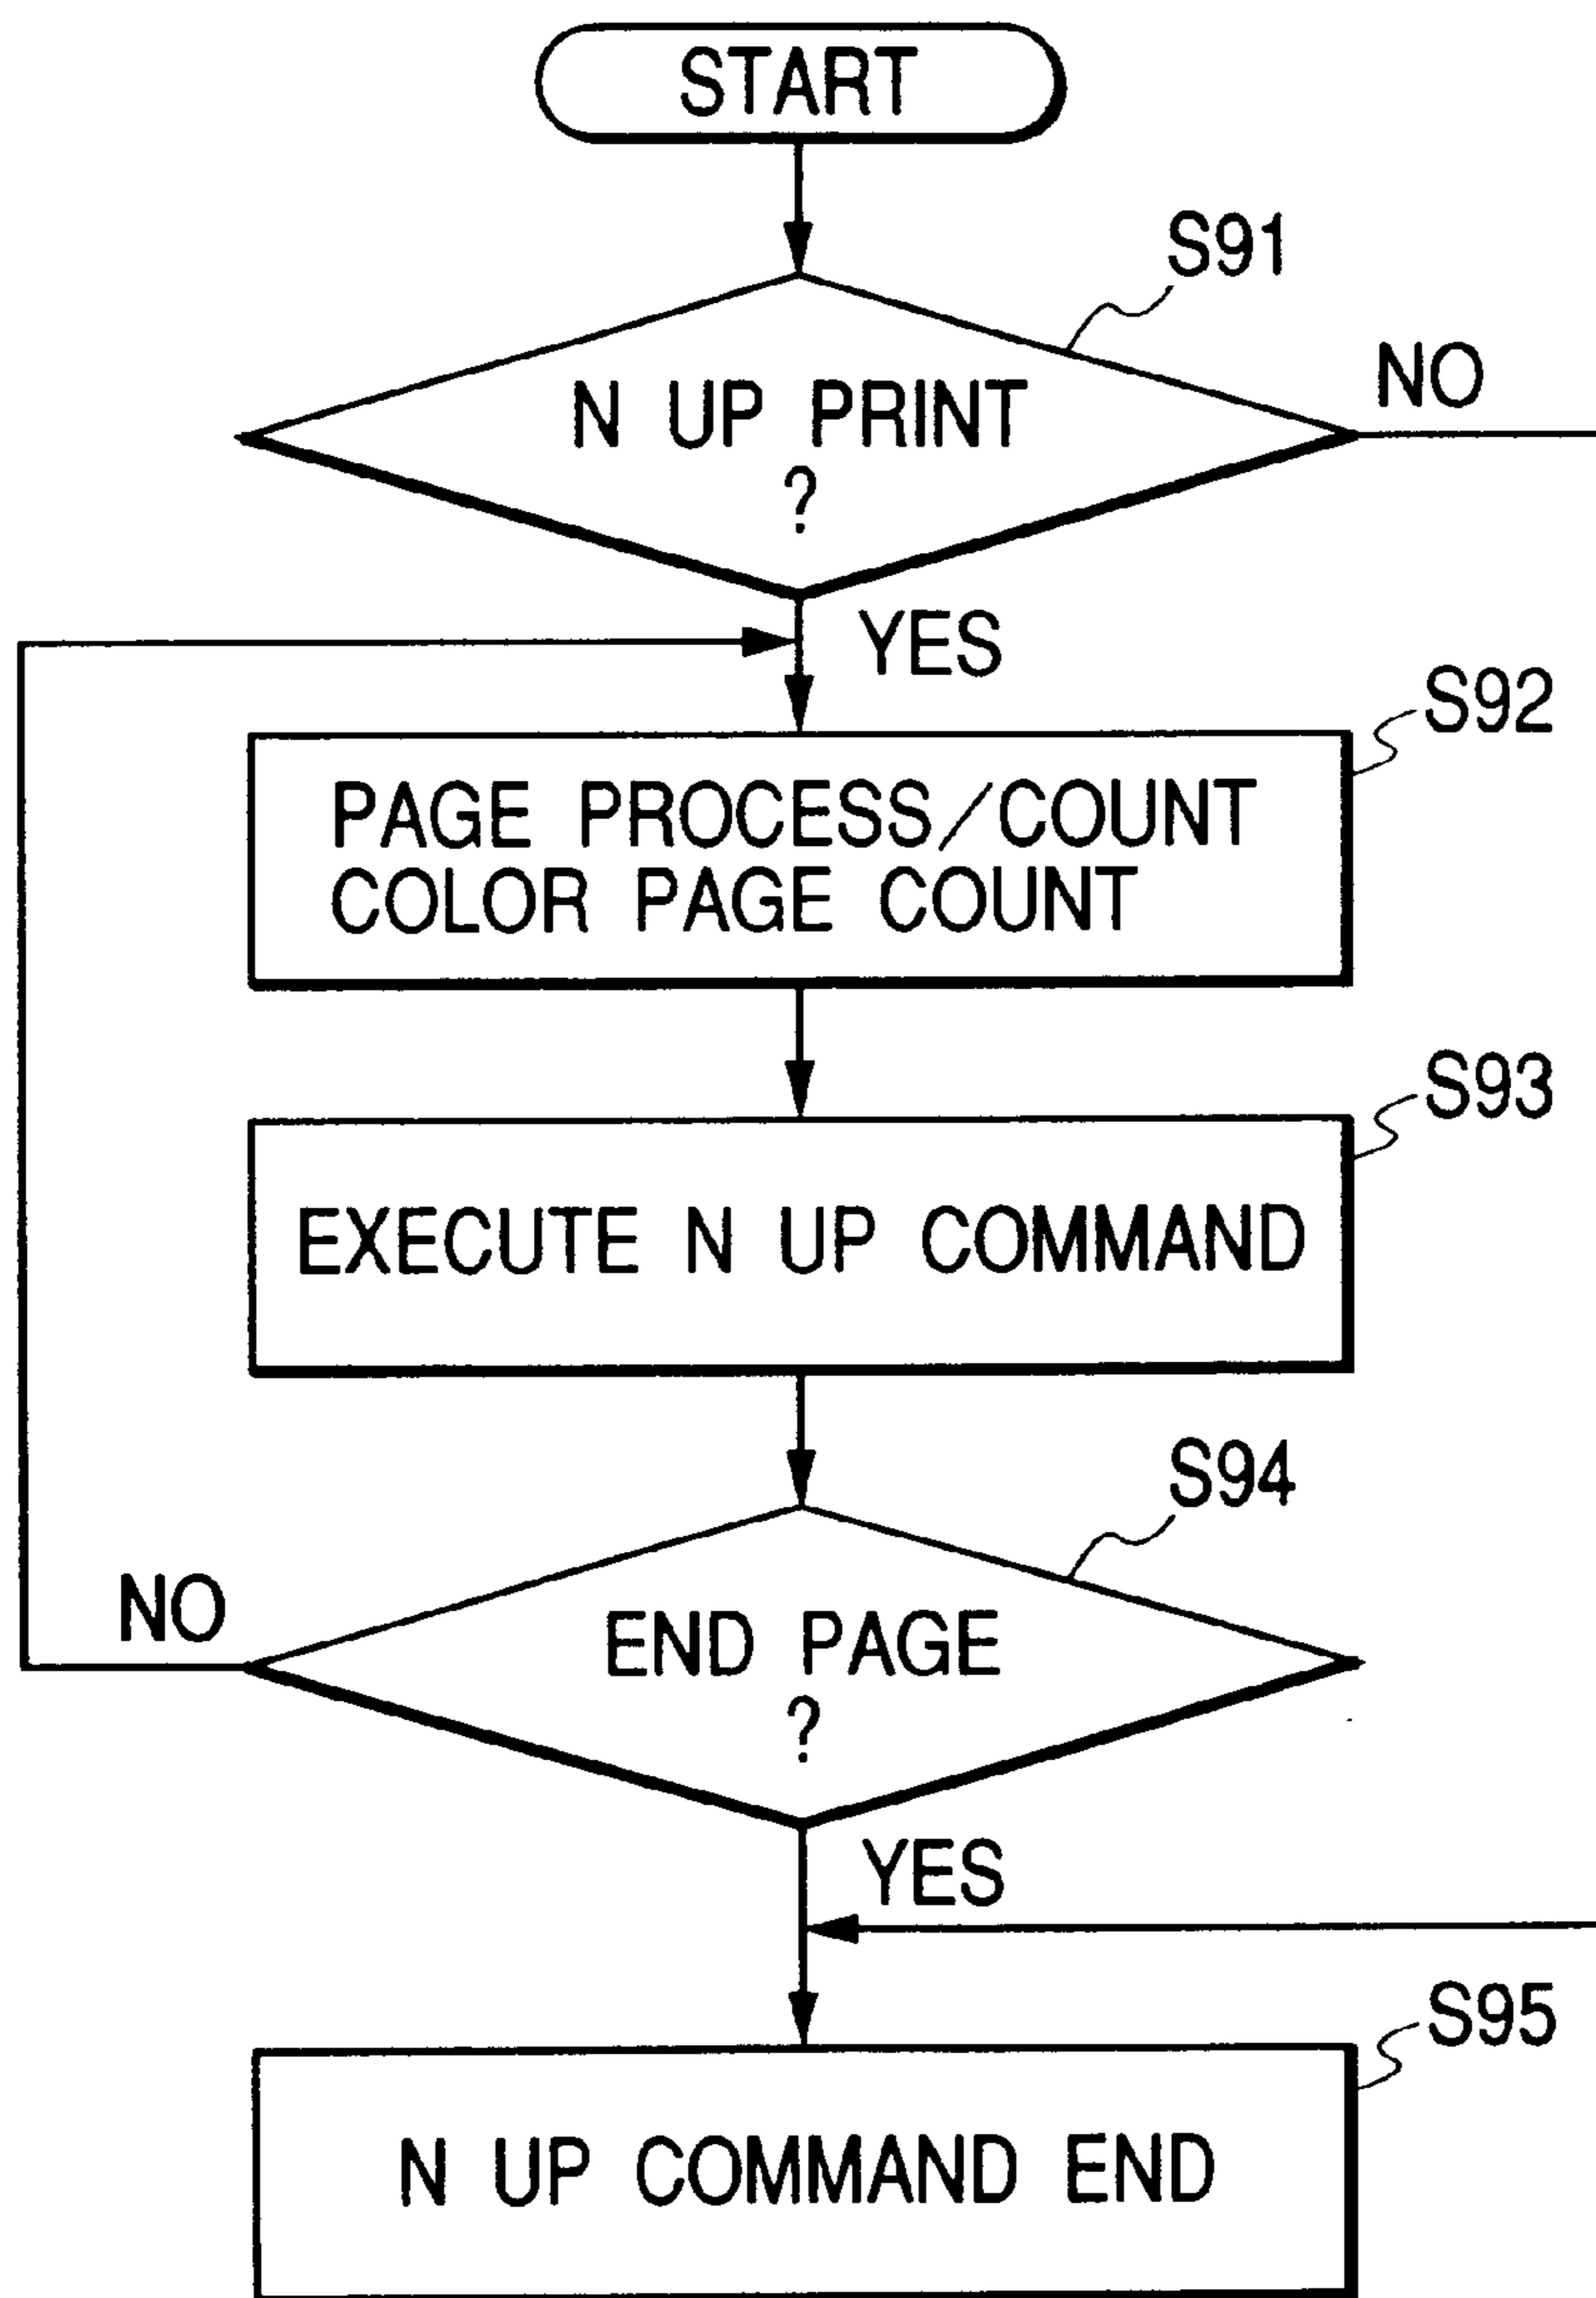 START
S91
N UP PRINT
?
NO
YES
S92
PAGE PROCESS/COUNT
COLOR PAGE COUNT
S93
EXECUTE N UP COMMAND
S94
NO
END PAGE
?
YES
S95
N UP COMMAND END